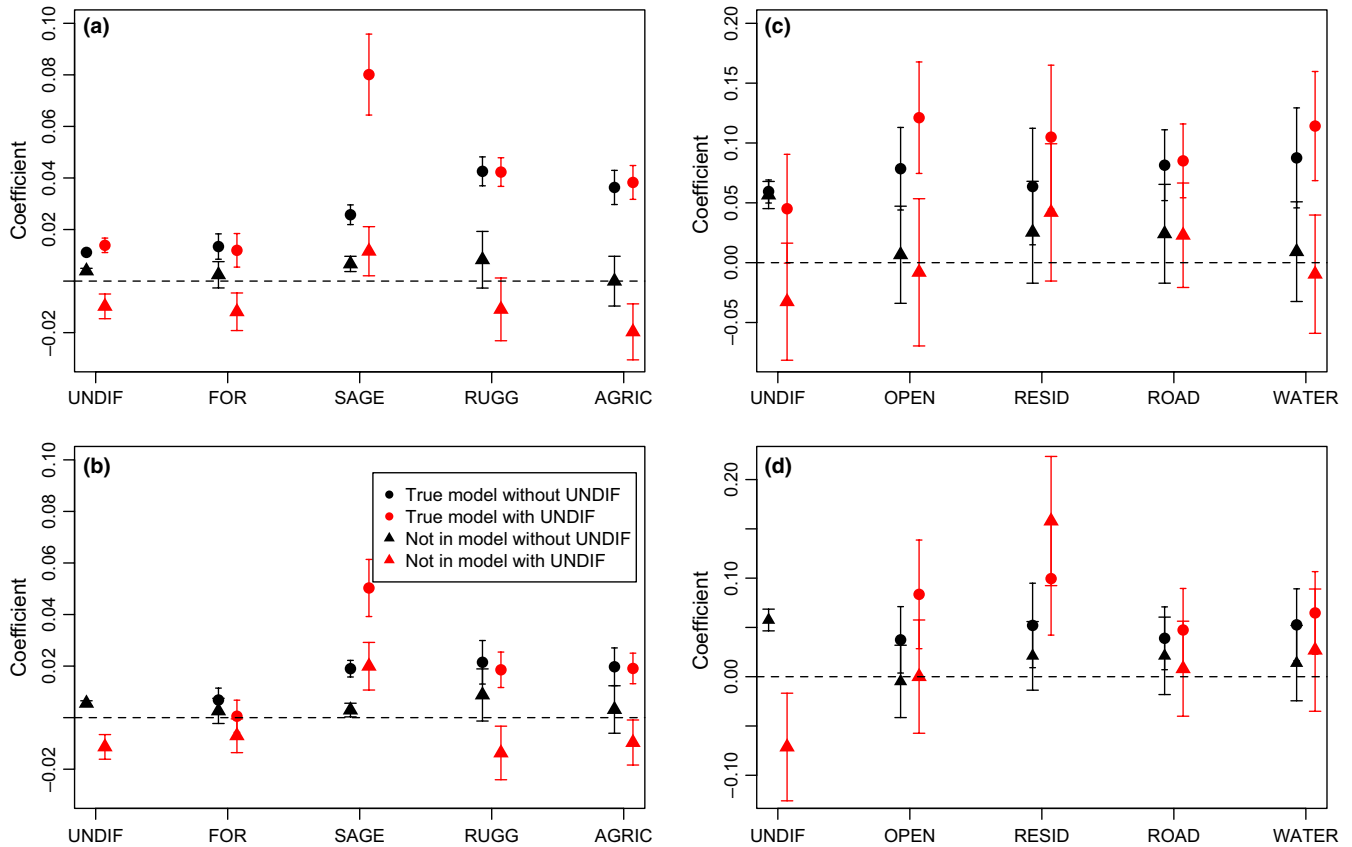 (a)
Coefficient
0.10
0.08
0.06
0.04
0.02
−0.02
UNDIF FOR SAGE RUGG AGRIC
(c)
Coefficient
0.20
0.15
0.10
0.05
0.00
−0.05
UNDIF OPEN RESID ROAD WATER
(b)
Coefficient
0.10
0.08
0.06
0.04
0.02
−0.02
True model without UNDIF
True model with UNDIF
Not in model without UNDIF
Not in model with UNDIF
UNDIF FOR SAGE RUGG AGRIC
(d)
Coefficient
0.20
0.10
0.00
−0.10
UNDIF OPEN RESID ROAD WATER